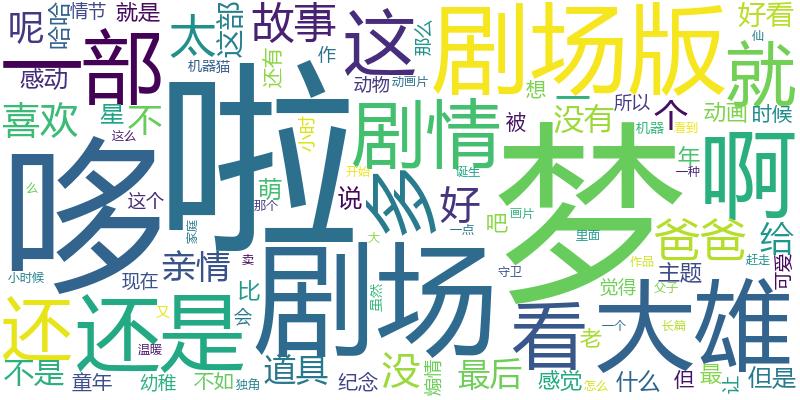 呢
哈哈
哈哈
情节
就是
太
这部
故事
还有
作
这
那么
剧场版
好看
仙
就
一部
感动
机器猫
动物
动画片
喜欢
星
不
啦
小时
剧情
想
一
没有
所以
个
被
机器
看到
动画
时候
年
啊
这么
哆
么
这个
萌
那个
开始
说
多
好
诞生
吧
画片
一点
梦
一种
里面
爸爸
给
家庭
小时候
现在
亲情
卖
大
剧场
守卫
觉得
作品
主题
父子
赶走
可爱
还
还是
又
比
会
虽然
看
大雄
老
一个
长篇
不是
童年
温暖
幼稚
不如
独角
道具
纪念
没
煽情
最后
感觉
怎么
什么
但
最
让
但是